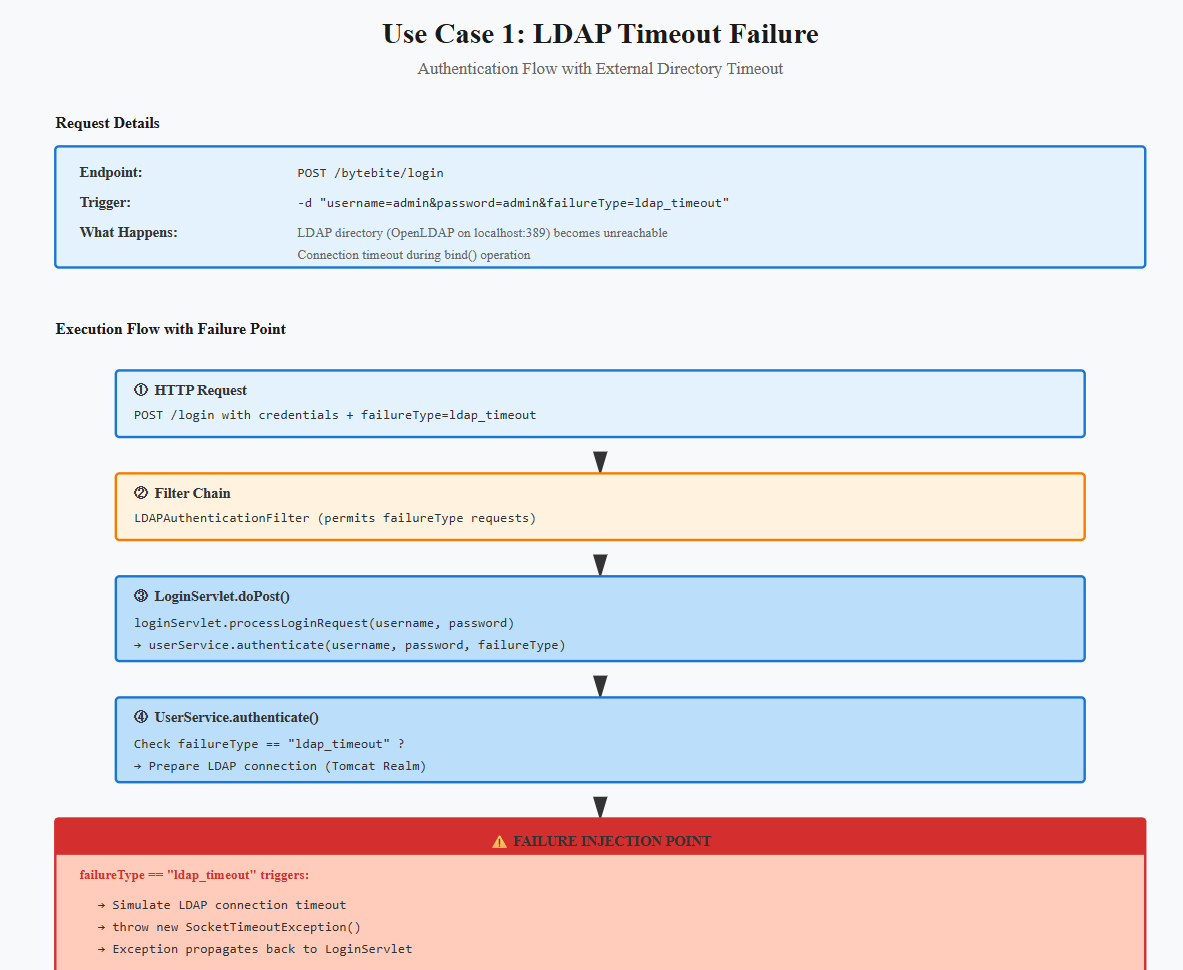 Use Case 1: LDAP Timeout Failure
Authentication Flow with External Directory Timeout
Request Details
Endpoint: POST /bytebite/login
Trigger: -d "username=admin&password=admin&failureType=ldap_timeout"
What Happens: LDAP directory (OpenLDAP on localhost:389) becomes unreachable
Connection timeout during bind() operation
Execution Flow with Failure Point
① HTTP Request
POST /login with credentials + failureType=ldap_timeout
② Filter Chain
LDAPAuthenticationFilter (permits failureType requests)
③ LoginServlet.doPost()
loginServlet.processLoginRequest(username, password)
→ userService.authenticate(username, password, failureType)
④ UserService.authenticate()
Check failureType == "ldap_timeout" ?
→ Prepare LDAP connection (Tomcat Realm)
⚠ FAILURE INJECTION POINT
failureType == "ldap_timeout" triggers:
→ Simulate LDAP connection timeout
→ throw new SocketTimeoutException()
→ Exception propagates back to LoginServlet